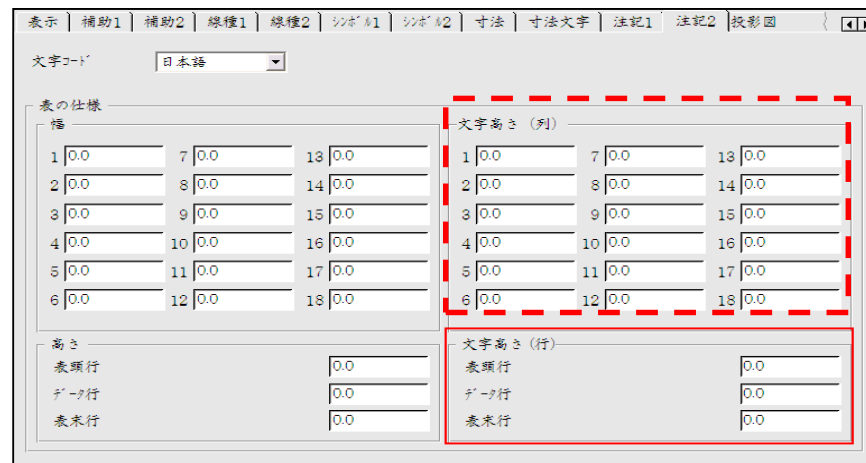 表示 補助1 補助2 線種1 線種2 ｼﾝﾎﾞﾙ1 ｼﾝﾎﾞﾙ2 寸法 寸法文字 注記1 注記2 投影図
文字ｺｰﾄﾞ 日本語
表の仕様
幅 文字高さ（列）
1 0.0 7 0.0 13 0.0 1 0.0 7 0.0 13 0.0
2 0.0 8 0.0 14 0.0 2 0.0 8 0.0 14 0.0
3 0.0 9 0.0 15 0.0 3 0.0 9 0.0 15 0.0
4 0.0 10 0.0 16 0.0 4 0.0 10 0.0 16 0.0
5 0.0 11 0.0 17 0.0 5 0.0 11 0.0 17 0.0
6 0.0 12 0.0 18 0.0 6 0.0 12 0.0 18 0.0
高さ 文字高さ（行）
表頭行 0.0 表頭行 0.0
ﾃﾞｰﾀ行 0.0 ﾃﾞｰﾀ行 0.0
表末行 0.0 表末行 0.0